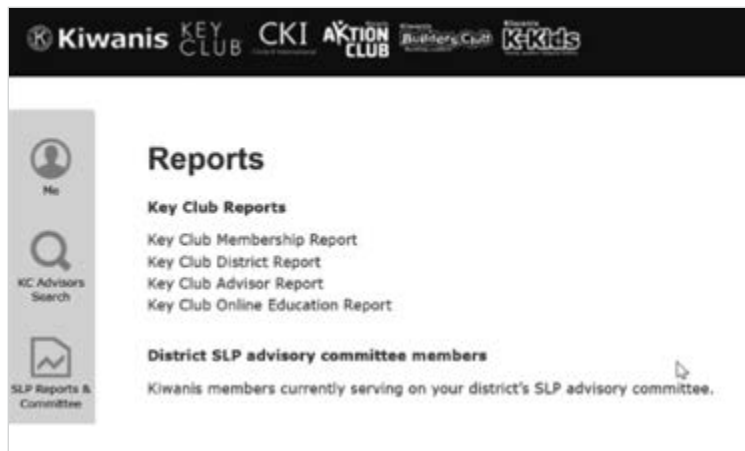 Kiwanis KEY CLUB CKI AKTION CLUB Builders Club K-Kids
Me
KC Advisors
Search
SLP Reports &
Committee
Reports
Key Club Reports
Key Club Membership Report
Key Club District Report
Key Club Advisor Report
Key Club Online Education Report
District SLP advisory committee members
Kiwanis members currently serving on your district's SLP advisory committee.